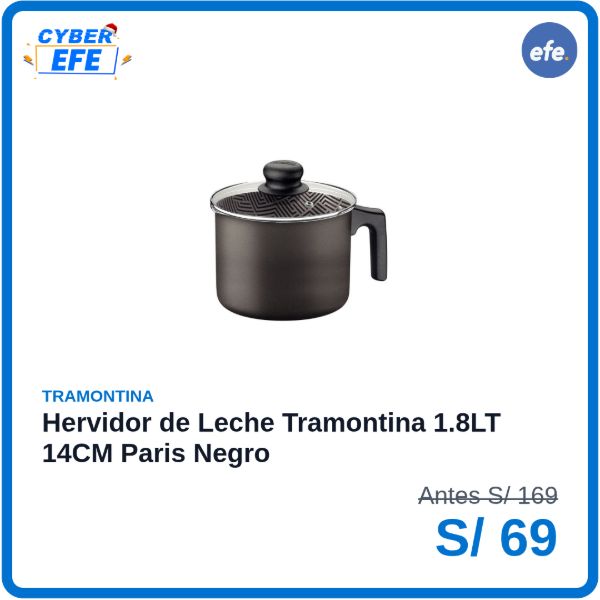 CYBER
EFE
efe.
TRAMONTINA
Hervidor de Leche Tramontina 1.8LT
14CM Paris Negro
Antes S/ 169
S/ 69